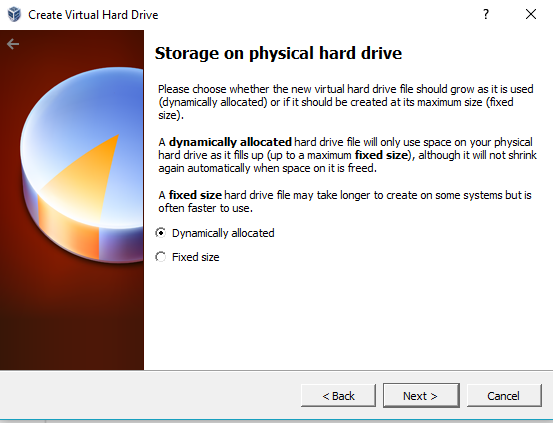 Create Virtual Hard Drive
Storage on physical hard drive
Please choose whether the new virtual hard drive file should grow as it is used
(dynamically allocated) or if it should be created at its maximum size (fixed
size).
A dynamically allocated hard drive file will only use space on your physical
hard drive as it fills up (up to a maximum fixed size), although it will not shrink
again automatically when space on it is freed.
A fixed size hard drive file may take longer to create on some systems but is
often faster to use.
Dynamically allocated
Fixed size
< Back
Next >
Cancel